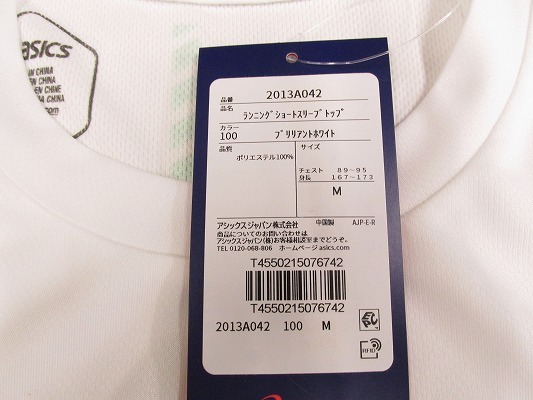 asics
CHINA
EN CHINA
EN CHINE
A CHINA
.com
品番 2013A042
品名 ランニングショートスリーブトップ
カラー
100 ブリリアントホワイト
品質 サイズ
ポリエステル100%
チェスト 89~95
身長 167~173
M
アシックスジャパン株式会社 中国製 AJP-E-R
商品についてのお問い合わせは
アシックスジャパン(株)お客様相談室までどうぞ。
TEL 0120-068-806 ホームページ asics.com
T4550215076742
T4550215076742
2013A042 100 M
RFID